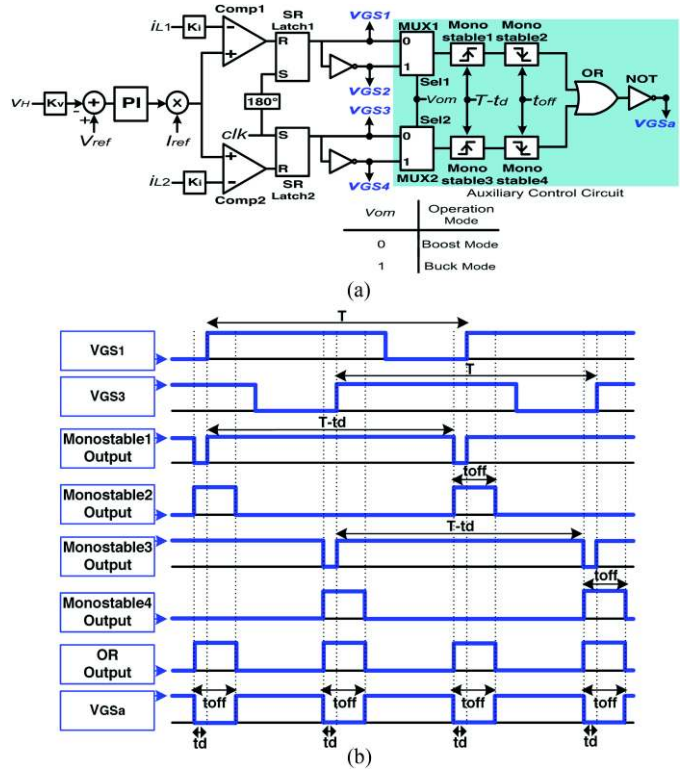 iL1 Ki Comp1 SR Latch1 VGS1 MUX1 Mono stable1 Mono stable2
R 0
S 1 OR NOT
VGS2 Sel1
VH Kv PI 180° VGS3 Vom T-td toff VGSa
Vref Iref clk Sel2
S 0
R 1
iL2 Ki Comp2 SR Latch2 VGS4 MUX2 Mono stable3 Mono stable4
Auxiliary Control Circuit
Vom Operation Mode
0 Boost Mode
1 Buck Mode
(a)
T
VGS1
T
VGS3
T-td
Monostable1 Output
toff
Monostable2 Output
T-td
Monostable3 Output
toff
Monostable4 Output
OR Output
VGSa toff toff toff toff
td td td td
(b)